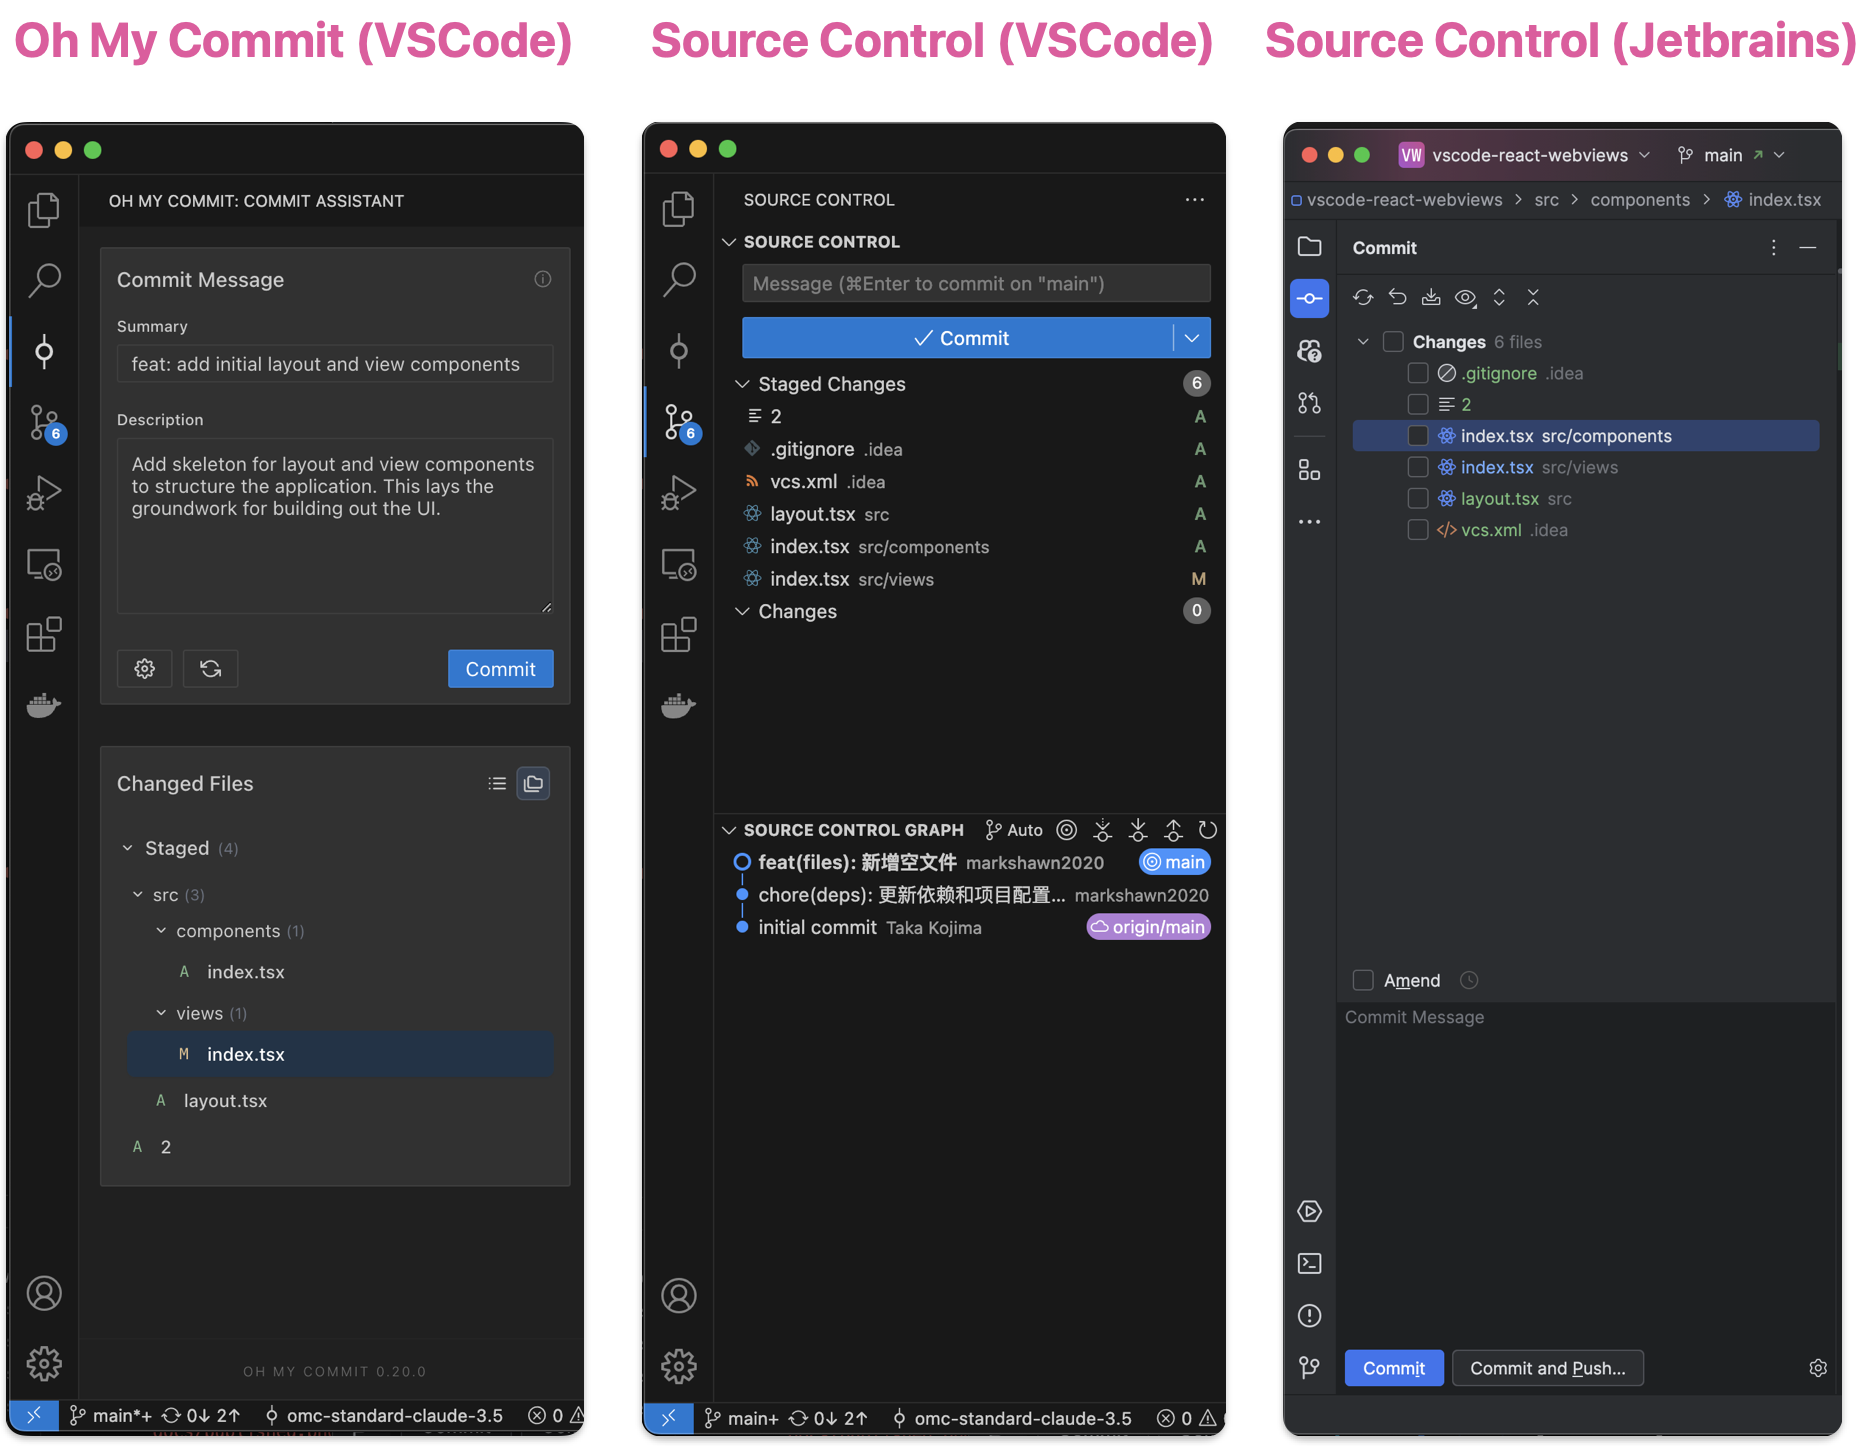 Oh My Commit (VSCode)
OH MY COMMIT: COMMIT ASSISTANT
Commit Message
Summary
feat: add initial layout and view components
Description
Add skeleton for layout and view components
to structure the application. This lays the
groundwork for building out the UI.
6
Commit
Changed Files
Staged (4)
src (3)
components (1)
A index.tsx
views (1)
M index.tsx
A layout.tsx
A 2
OH MY COMMIT 0.20.0
main*+ 0↓ 2↑ omc-standard-claude-3.5 0
Source Control (VSCode)
SOURCE CONTROL
SOURCE CONTROL
Message (⌘Enter to commit on "main")
Commit
Staged Changes 6
2 A
6
.gitignore .idea A
vcs.xml .idea A
layout.tsx src A
index.tsx src/components A
index.tsx src/views M
Changes 0
SOURCE CONTROL GRAPH Auto
feat(files): 新增空文件 markshawn2020 main
chore(deps): 更新依赖和项目配置... markshawn2020
initial commit Taka Kojima origin/main
main+ 0↓ 2↑ omc-standard-claude-3.5 0
Source Control (Jetbrains)
VW vscode-react-webviews main
vscode-react-webviews > src > components > index.tsx
Commit
Changes 6 files
.gitignore .idea
2
index.tsx src/components
index.tsx src/views
layout.tsx src
vcs.xml .idea
Amend
Commit Message
Commit
Commit and Push...